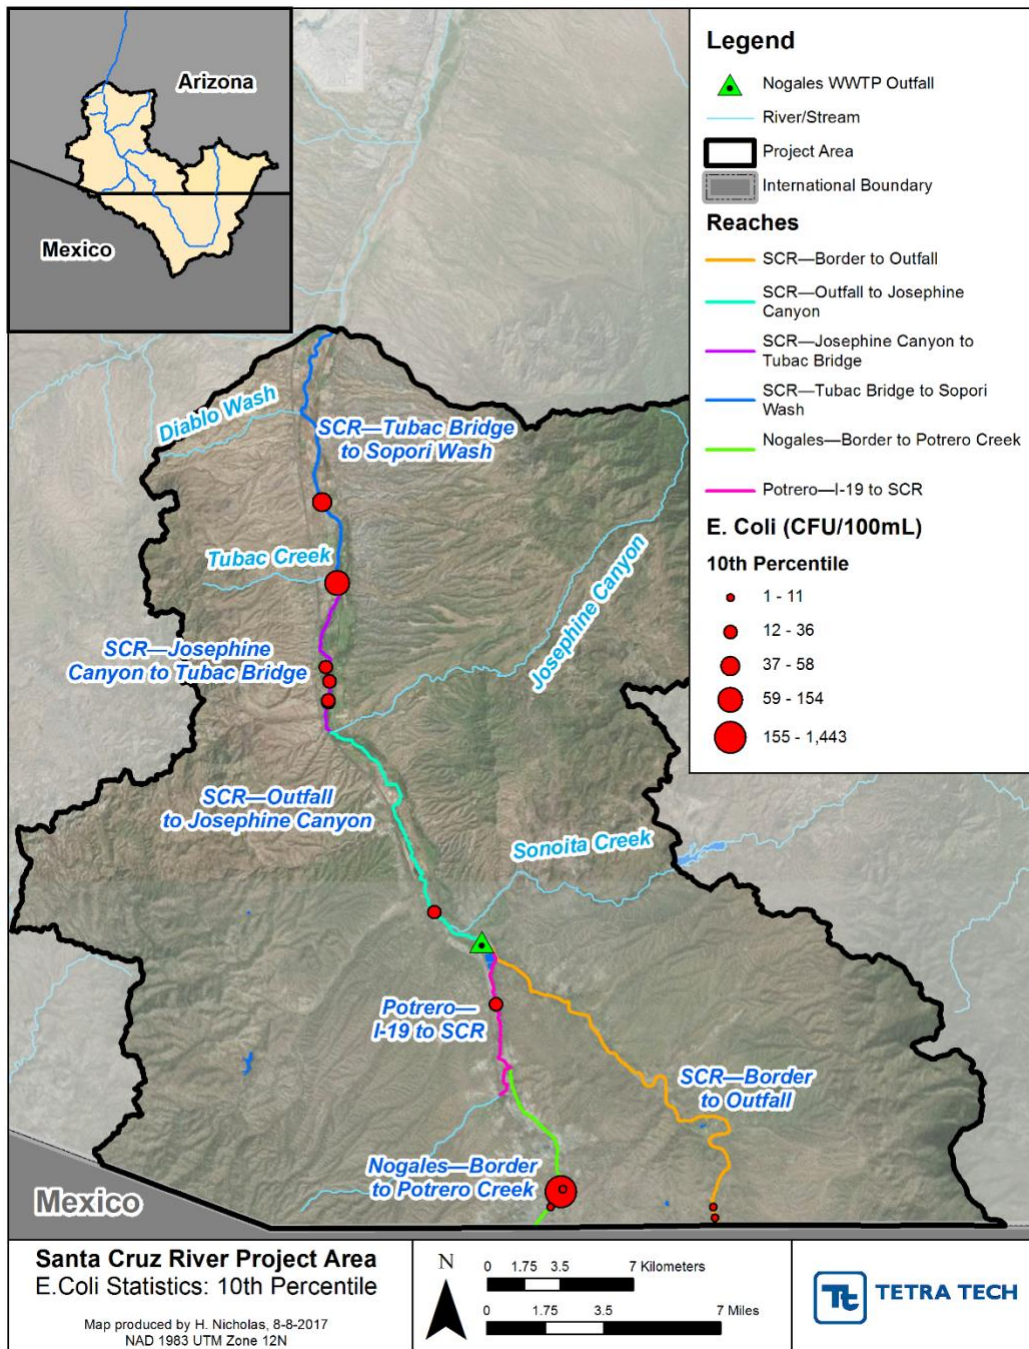 Arizona
Mexico
Legend
Nogales WWTP Outfall
River/Stream
Project Area
International Boundary
Reaches
SCR—Border to Outfall
SCR—Outfall to Josephine
Canyon
SCR—Josephine Canyon to
Tubac Bridge
SCR—Tubac Bridge to Sopori
Wash
Nogales—Border to Potrero Creek
Potrero—I-19 to SCR
E. Coli (CFU/100mL)
10th Percentile
1 - 11
12 - 36
37 - 58
59 - 154
155 - 1,443
Diablo Wash
SCR—Tubac Bridge
to Sopori Wash
Tubac Creek
Josephine Canyon
SCR—Josephine
Canyon to Tubac Bridge
SCR—Outfall
to Josephine Canyon
Sonoita Creek
Potrero—
I-19 to SCR
SCR—Border
to Outfall
Nogales—Border
to Potrero Creek
Mexico
Santa Cruz River Project Area
E.Coli Statistics: 10th Percentile
Map produced by H. Nicholas, 8-8-2017
NAD 1983 UTM Zone 12N
N
0 1.75 3.5 7 Kilometers
0 1.75 3.5 7 Miles
Tt TETRA TECH